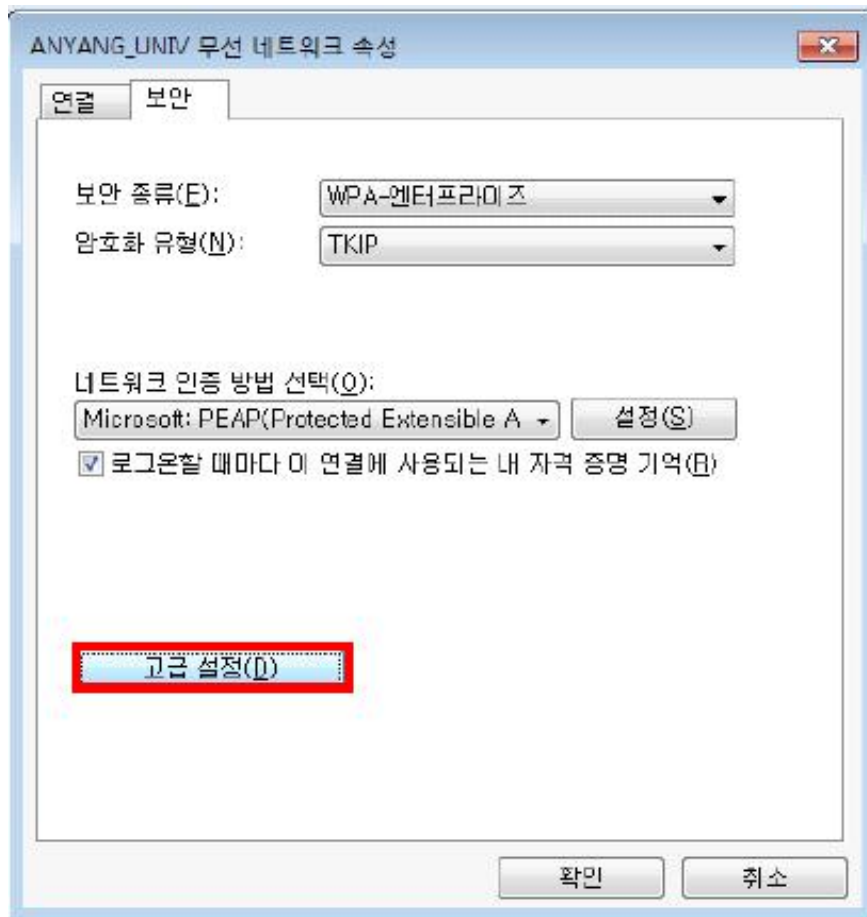 ANYANG_UNIV 무선 네트워크 속성
연결 보안
보안 종류(E): WPA-엔터프라이즈
암호화 유형(N): TKIP
네트워크 인증 방법 선택(O):
Microsoft: PEAP(Protected Extensible A 설정(S)
로그온할 때마다 이 연결에 사용되는 내 자격 증명 기억(R)
고급 설정(D)
확인 취소